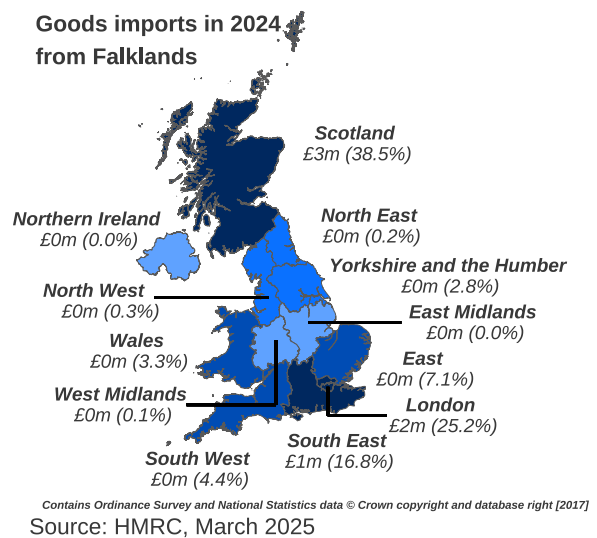 Goods imports in 2024
from Falklands
Scotland
£3m (38.5%)
Northern Ireland
£0m (0.0%)
North East
£0m (0.2%)
Yorkshire and the Humber
£0m (2.8%)
North West
£0m (0.3%)
East Midlands
£0m (0.0%)
Wales
£0m (3.3%)
East
£0m (7.1%)
West Midlands
£0m (0.1%)
London
£2m (25.2%)
South East
£1m (16.8%)
South West
£0m (4.4%)
Contains Ordinance Survey and National Statistics data © Crown copyright and database right [2017]
Source: HMRC, March 2025